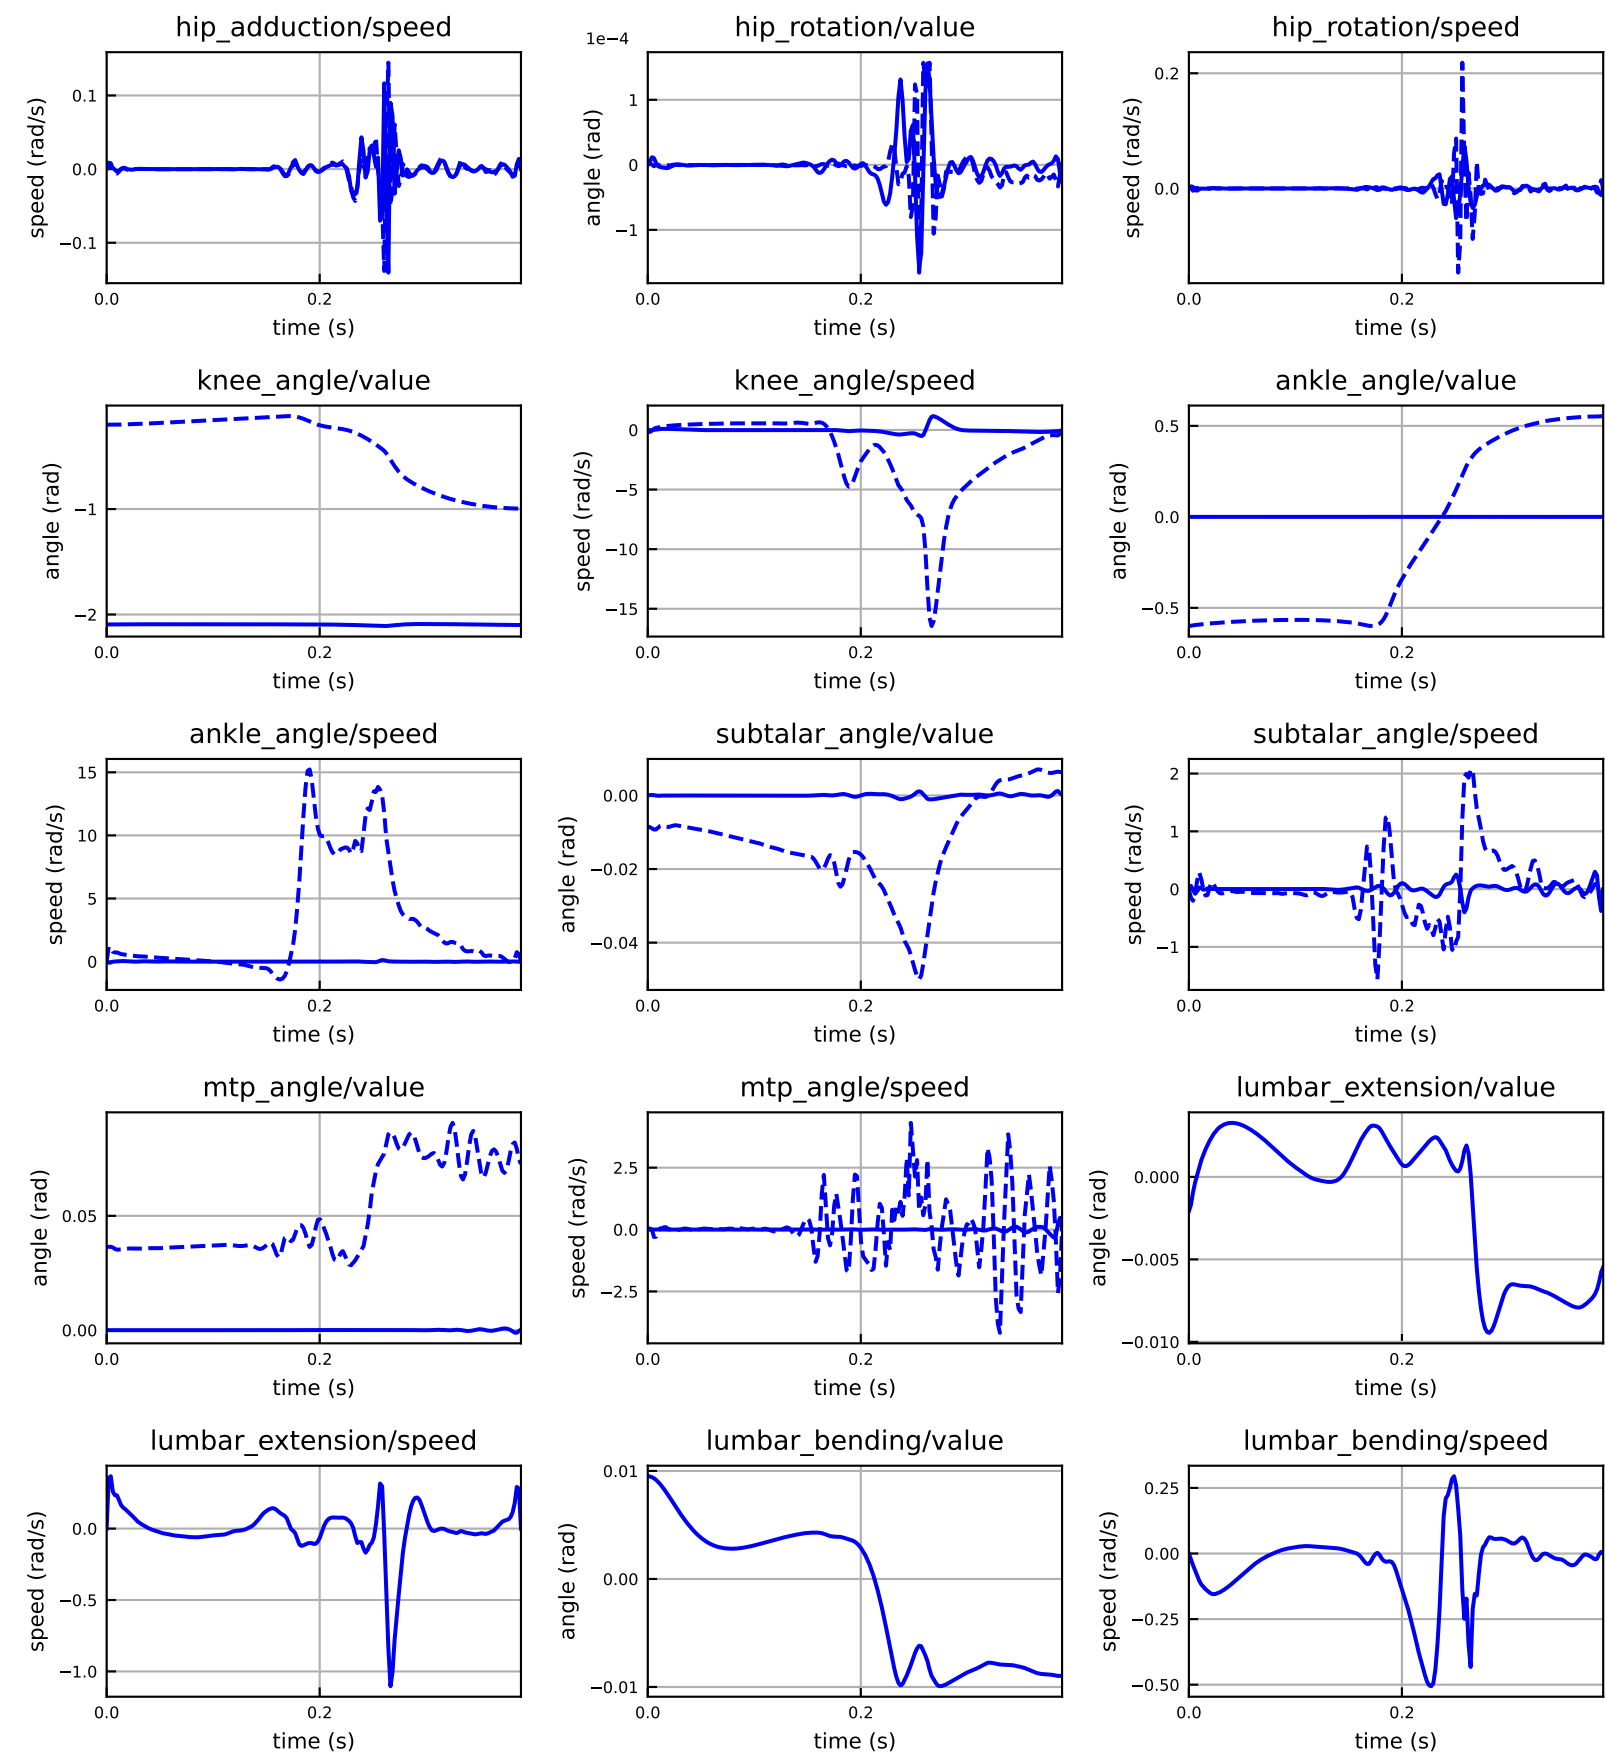 hip_adduction/speed
speed (rad/s)
0.1
0.0
−0.1
0.0
0.2
time (s)
hip_rotation/value
1e−4
angle (rad)
1
0
−1
0.0
0.2
time (s)
hip_rotation/speed
speed (rad/s)
0.2
0.0
0.0
0.2
time (s)
knee_angle/value
angle (rad)
−1
−2
0.0
0.2
time (s)
knee_angle/speed
speed (rad/s)
0
−5
−10
−15
0.0
0.2
time (s)
ankle_angle/value
angle (rad)
0.5
0.0
−0.5
0.0
0.2
time (s)
ankle_angle/speed
speed (rad/s)
15
10
5
0
0.0
0.2
time (s)
subtalar_angle/value
angle (rad)
0.00
−0.02
−0.04
0.0
0.2
time (s)
subtalar_angle/speed
speed (rad/s)
2
1
0
−1
0.0
0.2
time (s)
mtp_angle/value
angle (rad)
0.05
0.00
0.0
0.2
time (s)
mtp_angle/speed
speed (rad/s)
2.5
0.0
−2.5
0.0
0.2
time (s)
lumbar_extension/value
angle (rad)
0.000
−0.005
−0.010
0.0
0.2
time (s)
lumbar_extension/speed
speed (rad/s)
0.0
−0.5
−1.0
0.0
0.2
time (s)
lumbar_bending/value
angle (rad)
0.01
0.00
−0.01
0.0
0.2
time (s)
lumbar_bending/speed
speed (rad/s)
0.25
0.00
−0.25
−0.50
0.0
0.2
time (s)